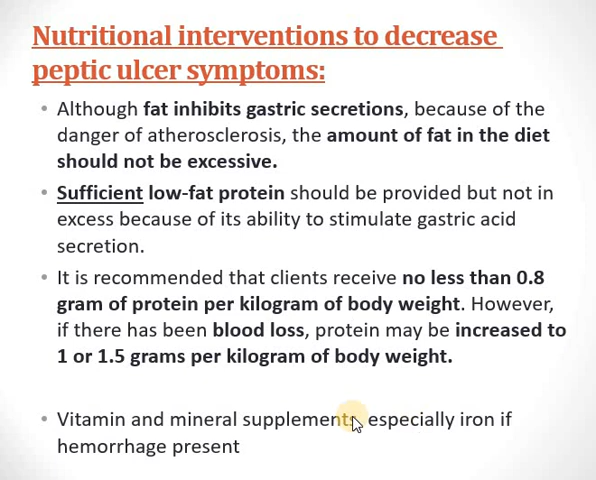 Nutritional interventions to decrease
peptic ulcer symptoms:
• Although fat inhibits gastric secretions, because of the
danger of atherosclerosis, the amount of fat in the diet
should not be excessive.
• Sufficient low-fat protein should be provided but not in
excess because of its ability to stimulate gastric acid
secretion.
• It is recommended that clients receive no less than 0.8
gram of protein per kilogram of body weight. However,
if there has been blood loss, protein may be increased to
1 or 1.5 grams per kilogram of body weight.
• Vitamin and mineral supplements, especially iron if
hemorrhage present